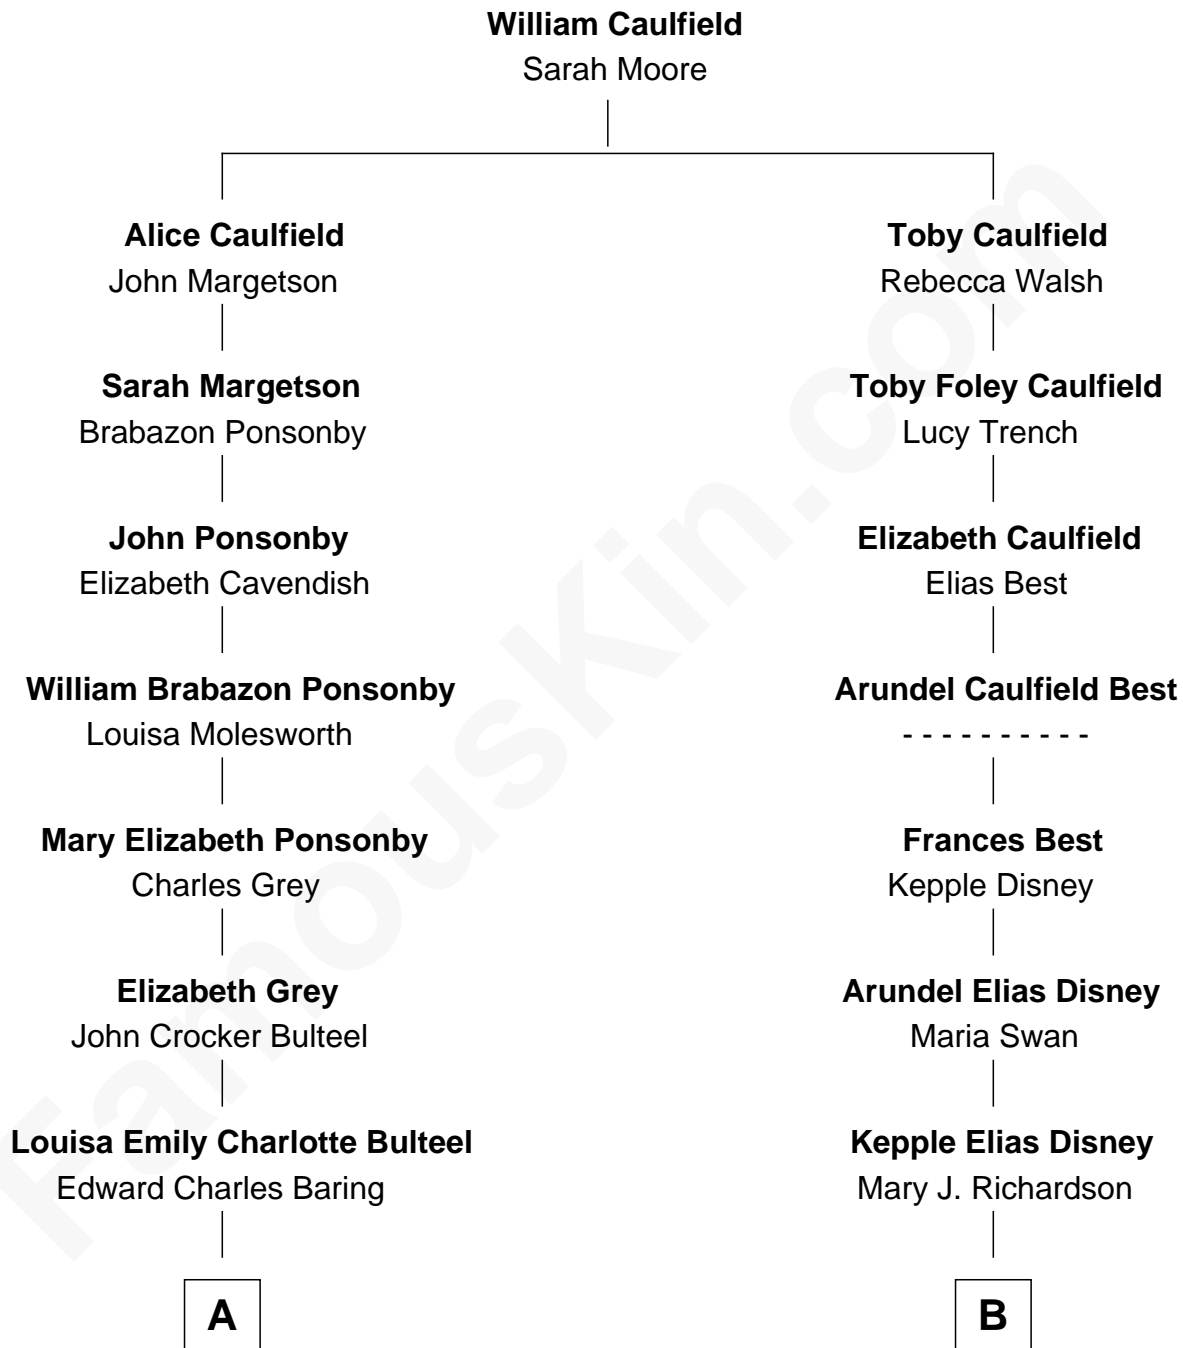 William Caulfield
Sarah Moore
Alice Caulfield
John Margetson
Toby Caulfield
Rebecca Walsh
Sarah Margetson
Brabazon Ponsonby
Toby Foley Caulfield
Lucy Trench
John Ponsonby
Elizabeth Cavendish
Elizabeth Caulfield
Elias Best
William Brabazon Ponsonby
Louisa Molesworth
Arundel Caulfield Best
- - - - - - - - - -
Mary Elizabeth Ponsonby
Charles Grey
Frances Best
Kepple Disney
Elizabeth Grey
John Crocker Bulteel
Arundel Elias Disney
Maria Swan
Louisa Emily Charlotte Bulteel
Edward Charles Baring
Kepple Elias Disney
Mary J. Richardson
A
B
FamousKin.com